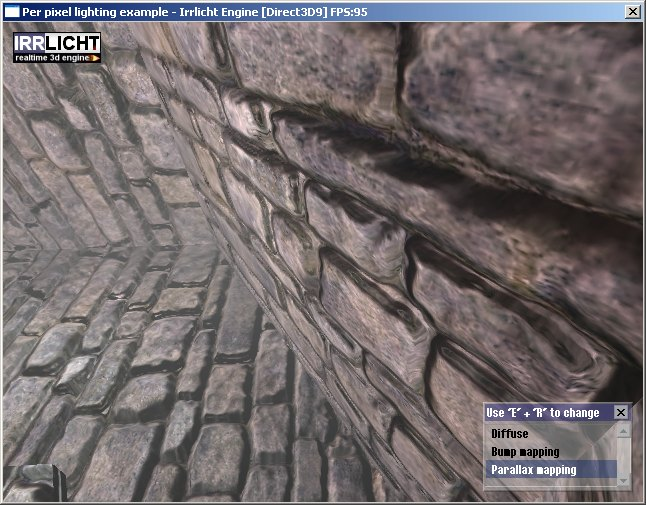 Per pixel lighting example - Irrlicht Engine [Direct3D9] FPS:95
IRRLICHT
realtime 3d engine
Use 'E' + 'R' to change
Diffuse
Bump mapping
Parallax mapping